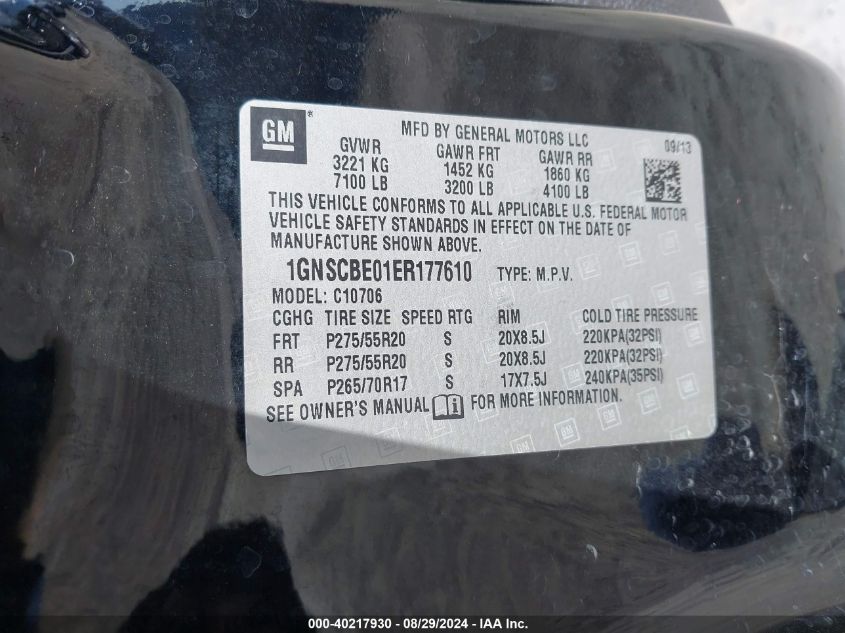 GM
MFD BY GENERAL MOTORS LLC 09/13
GVWR GAWR FRT GAWR RR
3221 KG 1452 KG 1860 KG
7100 LB 3200 LB 4100 LB
THIS VEHICLE CONFORMS TO ALL APPLICABLE U.S. FEDERAL MOTOR
VEHICLE SAFETY STANDARDS IN EFFECT ON THE DATE OF
MANUFACTURE SHOWN ABOVE.
1GNSCBE01ER177610 TYPE: M.P.V.
MODEL: C10706
CGHG TIRE SIZE SPEED RTG RIM COLD TIRE PRESSURE
FRT P275/55R20 S 20X8.5J 220KPA(32PSI)
RR P275/55R20 S 20X8.5J 220KPA(32PSI)
SPA P265/70R17 S 17X7.5J 240KPA(35PSI)
SEE OWNER'S MANUAL FOR MORE INFORMATION.
000-40217930 - 08/29/2024 - IAA Inc.